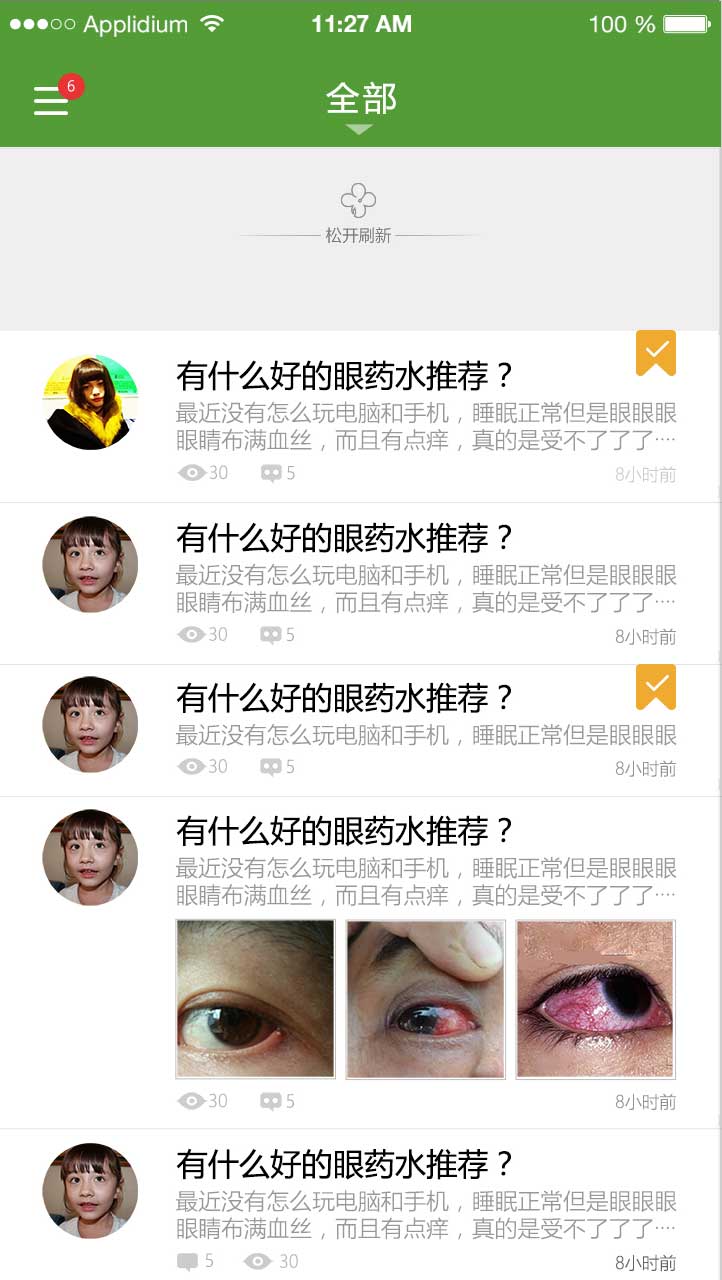 Applidium 11:27 AM 100 %
6
全部
松开刷新
有什么好的眼药水推荐？
最近没有怎么玩电脑和手机，睡眠正常但是眼眼眼
眼睛布满血丝，而且有点痒，真的是受不了了了····
30 5 8小时前
有什么好的眼药水推荐？
最近没有怎么玩电脑和手机，睡眠正常但是眼眼眼
眼睛布满血丝，而且有点痒，真的是受不了了了····
30 5 8小时前
有什么好的眼药水推荐？
最近没有怎么玩电脑和手机，睡眠正常但是眼眼眼
30 5 8小时前
有什么好的眼药水推荐？
最近没有怎么玩电脑和手机，睡眠正常但是眼眼眼
眼睛布满血丝，而且有点痒，真的是受不了了了····
30 5 8小时前
有什么好的眼药水推荐？
最近没有怎么玩电脑和手机，睡眠正常但是眼眼眼
眼睛布满血丝，而且有点痒，真的是受不了了了····
5 30 8小时前